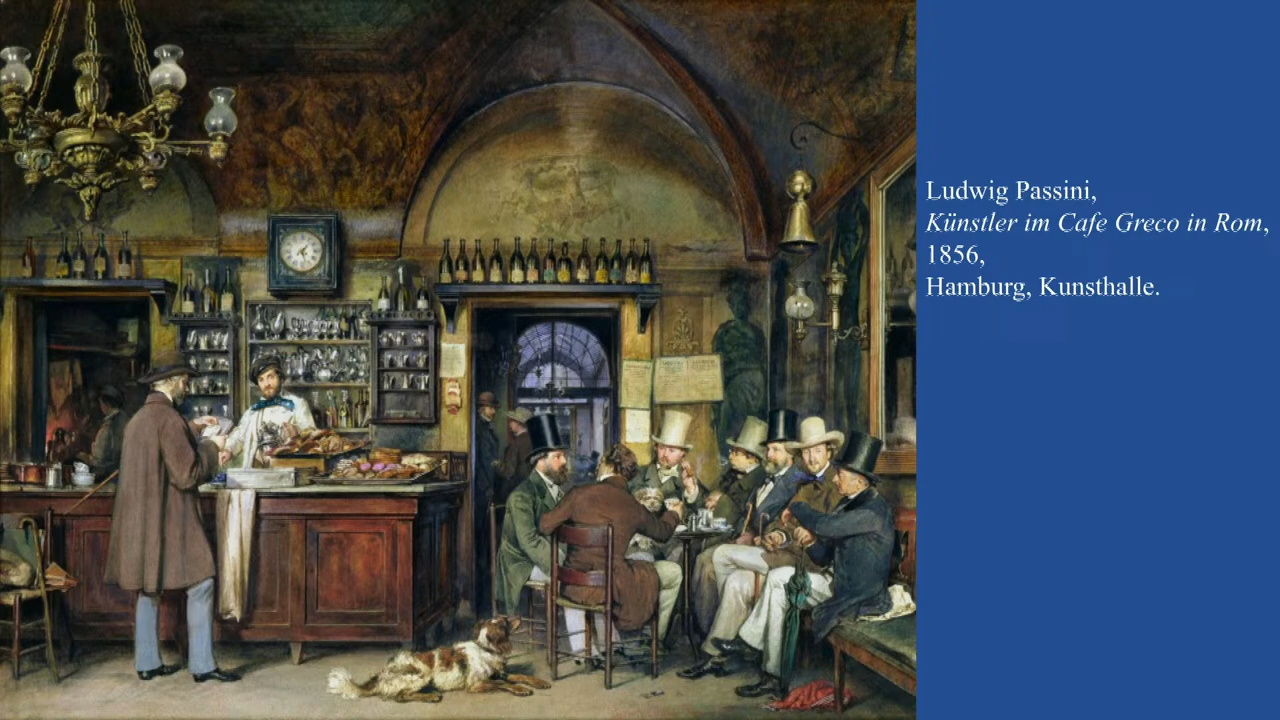 Ludwig Passini,
Künstler im Cafe Greco in Rom,
1856,
Hamburg, Kunsthalle.